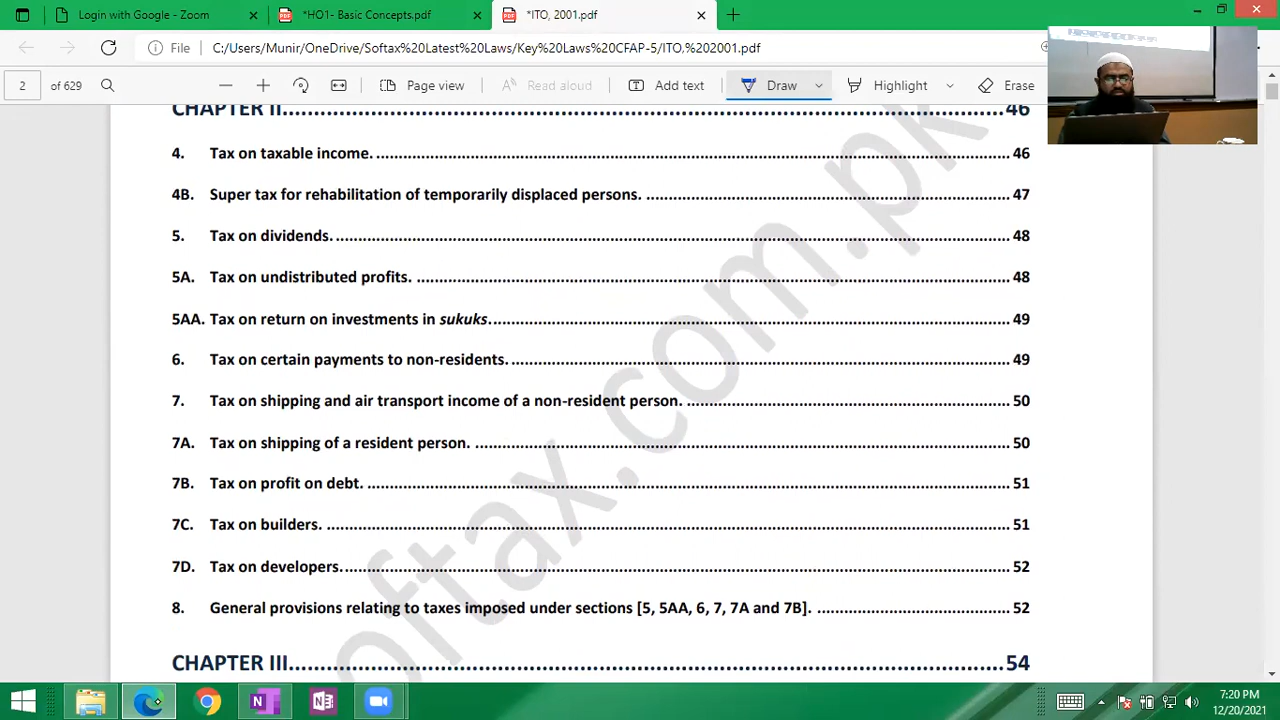 Login with Google - Zoom
*HO1- Basic Concepts.pdf
*ITO, 2001.pdf
File C:/Users/Munir/OneDrive/Softax%20Latest%20Laws/Key%20Laws%20CFAP-5/ITO,%202001.pdf
2 of 629 Page view Read aloud Add text Draw Highlight Erase
CHAPTER II 46
4. Tax on taxable income. 46
4B. Super tax for rehabilitation of temporarily displaced persons. 47
5. Tax on dividends. 48
5A. Tax on undistributed profits. 48
5AA. Tax on return on investments in sukuks. 49
6. Tax on certain payments to non-residents. 49
7. Tax on shipping and air transport income of a non-resident person. 50
7A. Tax on shipping of a resident person. 50
7B. Tax on profit on debt. 51
7C. Tax on builders. 51
7D. Tax on developers. 52
8. General provisions relating to taxes imposed under sections [5, 5AA, 6, 7, 7A and 7B]. 52
CHAPTER III 54
oftax.com.pk
7:20 PM
12/20/2021